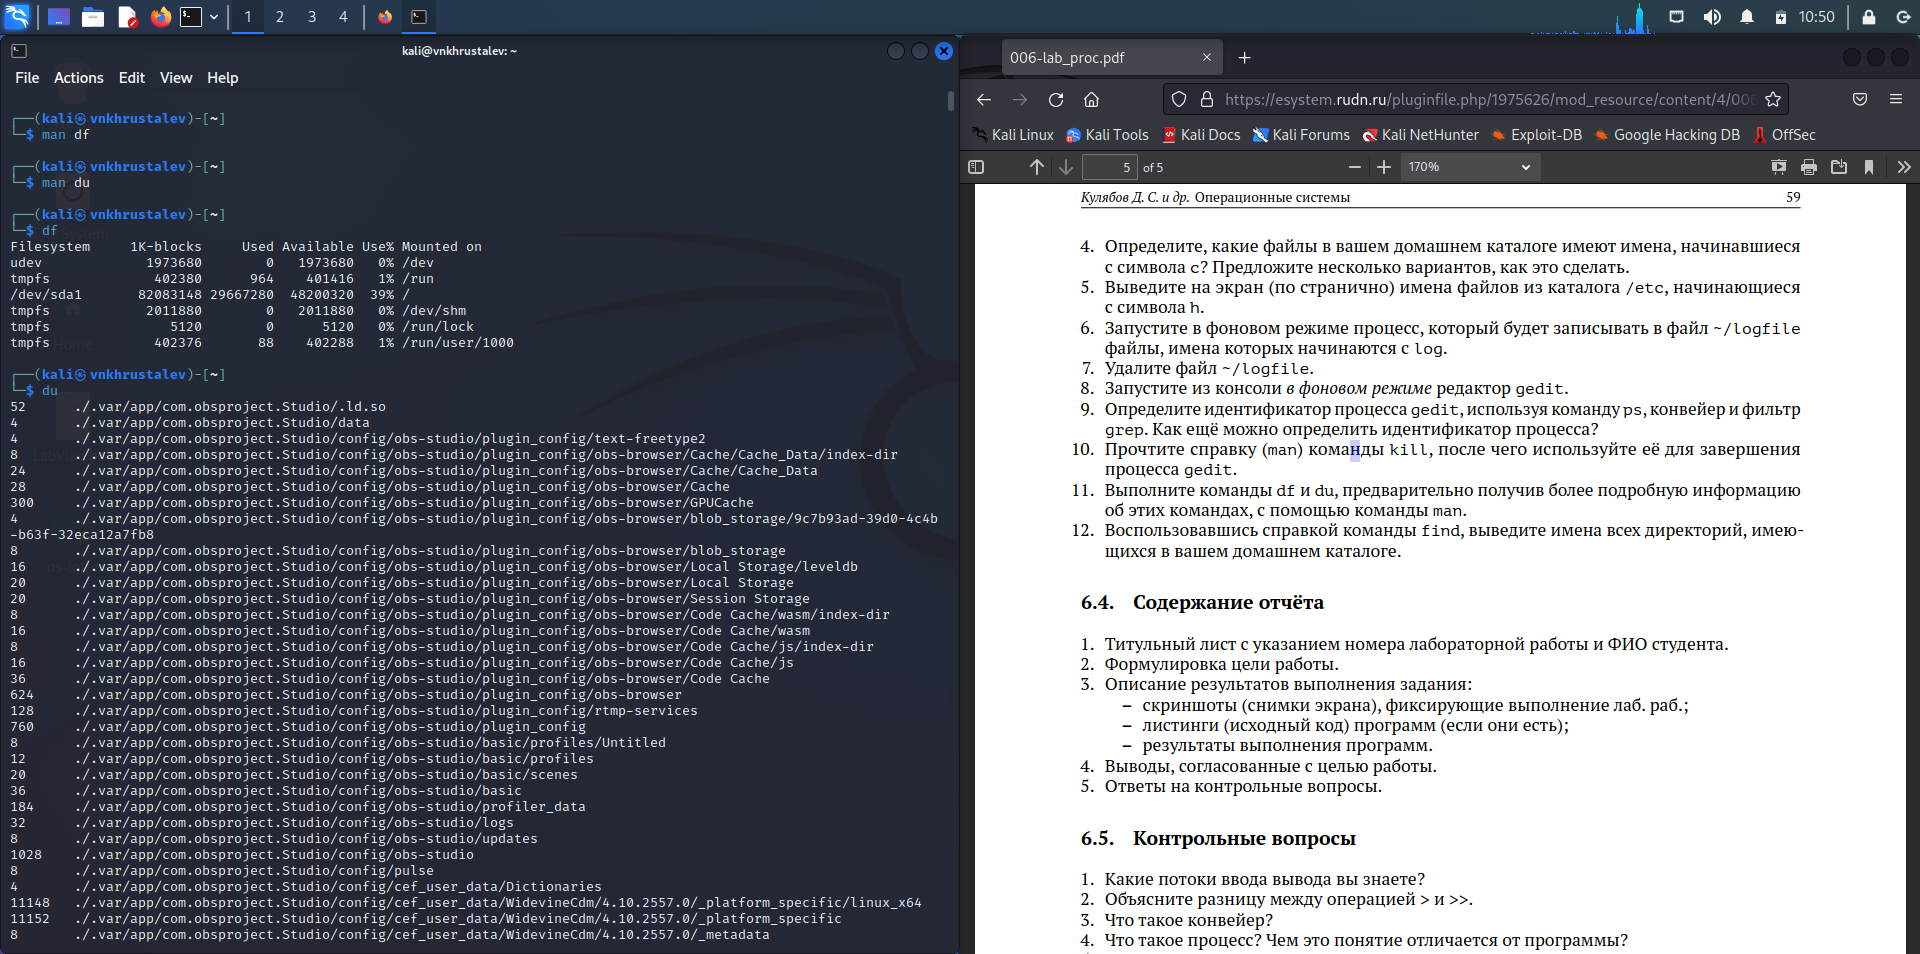 1
2
3
4
10:50
kali@vnkhrustalev: ~
File Actions Edit View Help
┌──(kali㉿vnkhrustalev)-[~]
└─$ man df
┌──(kali㉿vnkhrustalev)-[~]
└─$ man du
┌──(kali㉿vnkhrustalev)-[~]
└─$ df
Filesystem     1K-blocks     Used Available Use% Mounted on
udev             1973680        0   1973680   0% /dev
tmpfs             402380      964    401416   1% /run
/dev/sda1       82083148 29667280  48200320  39% /
tmpfs            2011880        0   2011880   0% /dev/shm
tmpfs               5120        0      5120   0% /run/lock
tmpfs             402376       88    402288   1% /run/user/1000
┌──(kali㉿vnkhrustalev)-[~]
└─$ du
52      ./.var/app/com.obsproject.Studio/.ld.so
4       ./.var/app/com.obsproject.Studio/data
4       ./.var/app/com.obsproject.Studio/config/obs-studio/plugin_config/text-freetype2
8       ./.var/app/com.obsproject.Studio/config/obs-studio/plugin_config/obs-browser/Cache/Cache_Data/index-dir
24      ./.var/app/com.obsproject.Studio/config/obs-studio/plugin_config/obs-browser/Cache/Cache_Data
28      ./.var/app/com.obsproject.Studio/config/obs-studio/plugin_config/obs-browser/Cache
300     ./.var/app/com.obsproject.Studio/config/obs-studio/plugin_config/obs-browser/GPUCache
4       ./.var/app/com.obsproject.Studio/config/obs-studio/plugin_config/obs-browser/blob_storage/9c7b93ad-39d0-4c4b
-b63f-32eca12a7fb8
8       ./.var/app/com.obsproject.Studio/config/obs-studio/plugin_config/obs-browser/blob_storage
16      ./.var/app/com.obsproject.Studio/config/obs-studio/plugin_config/obs-browser/Local Storage/leveldb
20      ./.var/app/com.obsproject.Studio/config/obs-studio/plugin_config/obs-browser/Local Storage
20      ./.var/app/com.obsproject.Studio/config/obs-studio/plugin_config/obs-browser/Session Storage
8       ./.var/app/com.obsproject.Studio/config/obs-studio/plugin_config/obs-browser/Code Cache/wasm/index-dir
16      ./.var/app/com.obsproject.Studio/config/obs-studio/plugin_config/obs-browser/Code Cache/wasm
8       ./.var/app/com.obsproject.Studio/config/obs-studio/plugin_config/obs-browser/Code Cache/js/index-dir
16      ./.var/app/com.obsproject.Studio/config/obs-studio/plugin_config/obs-browser/Code Cache/js
36      ./.var/app/com.obsproject.Studio/config/obs-studio/plugin_config/obs-browser/Code Cache
624     ./.var/app/com.obsproject.Studio/config/obs-studio/plugin_config/obs-browser
128     ./.var/app/com.obsproject.Studio/config/obs-studio/plugin_config/rtmp-services
760     ./.var/app/com.obsproject.Studio/config/obs-studio/plugin_config
8       ./.var/app/com.obsproject.Studio/config/obs-studio/basic/profiles/Untitled
12      ./.var/app/com.obsproject.Studio/config/obs-studio/basic/profiles
20      ./.var/app/com.obsproject.Studio/config/obs-studio/basic/scenes
36      ./.var/app/com.obsproject.Studio/config/obs-studio/basic
184     ./.var/app/com.obsproject.Studio/config/obs-studio/profiler_data
32      ./.var/app/com.obsproject.Studio/config/obs-studio/logs
8       ./.var/app/com.obsproject.Studio/config/obs-studio/updates
1028    ./.var/app/com.obsproject.Studio/config/obs-studio
8       ./.var/app/com.obsproject.Studio/config/pulse
4       ./.var/app/com.obsproject.Studio/config/cef_user_data/Dictionaries
11148   ./.var/app/com.obsproject.Studio/config/cef_user_data/WidevineCdm/4.10.2557.0/_platform_specific/linux_x64
11152   ./.var/app/com.obsproject.Studio/config/cef_user_data/WidevineCdm/4.10.2557.0/_platform_specific
8       ./.var/app/com.obsproject.Studio/config/cef_user_data/WidevineCdm/4.10.2557.0/_metadata
006-lab_proc.pdf
https://esystem.rudn.ru/pluginfile.php/1975626/mod_resource/content/4/006
Kali Linux Kali Tools Kali Docs Kali Forums Kali NetHunter Exploit-DB Google Hacking DB OffSec
5 of 5 170%
Кулябов Д. С. и др. Операционные системы 59
4. Определите, какие файлы в вашем домашнем каталоге имеют имена, начинавшиеся
с символа c? Предложите несколько вариантов, как это сделать.
5. Выведите на экран (по странично) имена файлов из каталога /etc, начинающиеся
с символа h.
6. Запустите в фоновом режиме процесс, который будет записывать в файл ~/logfile
файлы, имена которых начинаются с log.
7. Удалите файл ~/logfile.
8. Запустите из консоли в фоновом режиме редактор gedit.
9. Определите идентификатор процесса gedit, используя команду ps, конвейер и фильтр
grep. Как ещё можно определить идентификатор процесса?
10. Прочтите справку (man) команды kill, после чего используйте её для завершения
процесса gedit.
11. Выполните команды df и du, предварительно получив более подробную информацию
об этих командах, с помощью команды man.
12. Воспользовавшись справкой команды find, выведите имена всех директорий, имею-
щихся в вашем домашнем каталоге.
6.4. Содержание отчёта
1. Титульный лист с указанием номера лабораторной работы и ФИО студента.
2. Формулировка цели работы.
3. Описание результатов выполнения задания:
– скриншоты (снимки экрана), фиксирующие выполнение лаб. раб.;
– листинги (исходный код) программ (если они есть);
– результаты выполнения программ.
4. Выводы, согласованные с целью работы.
5. Ответы на контрольные вопросы.
6.5. Контрольные вопросы
1. Какие потоки ввода вывода вы знаете?
2. Объясните разницу между операцией > и >>.
3. Что такое конвейер?
4. Что такое процесс? Чем это понятие отличается от программы?